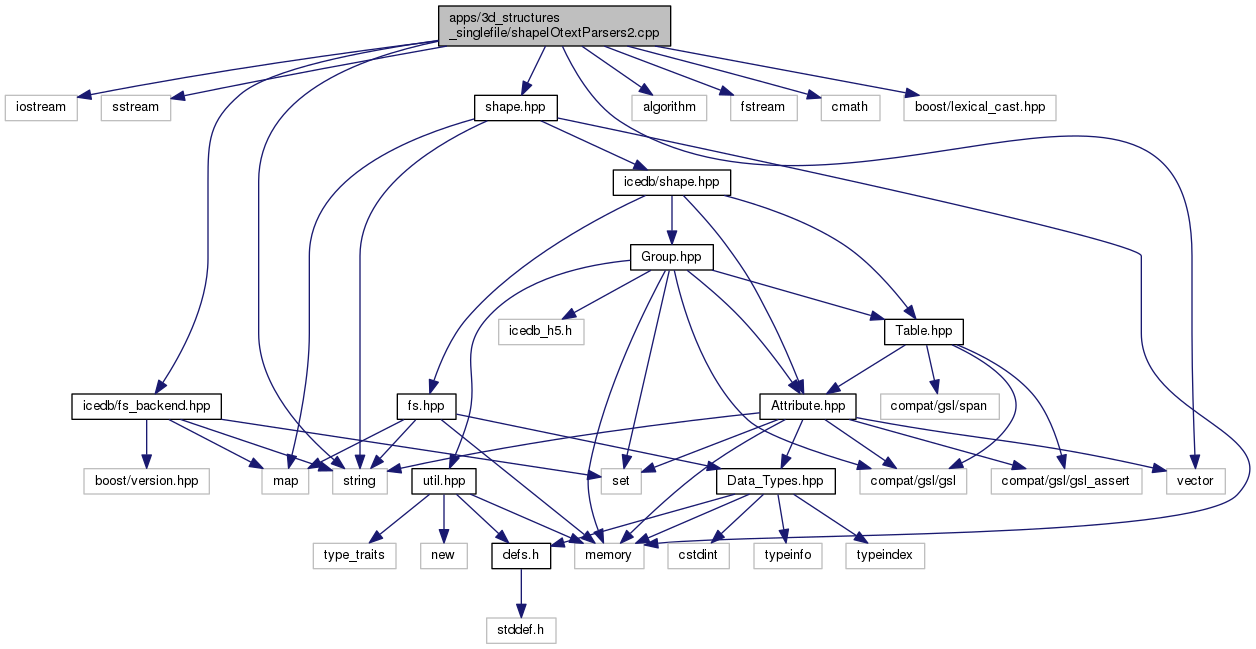 apps/3d_structures
_singlefile/shapeIOtextParsers2.cpp
iostream
sstream
shape.hpp
algorithm
fstream
cmath
boost/lexical_cast.hpp
icedb/shape.hpp
Group.hpp
icedb_h5.h
Table.hpp
icedb/fs_backend.hpp
fs.hpp
Attribute.hpp
compat/gsl/span
boost/version.hpp
map
string
util.hpp
set
Data_Types.hpp
compat/gsl/gsl
compat/gsl/gsl_assert
vector
type_traits
new
defs.h
memory
cstdint
typeinfo
typeindex
stddef.h